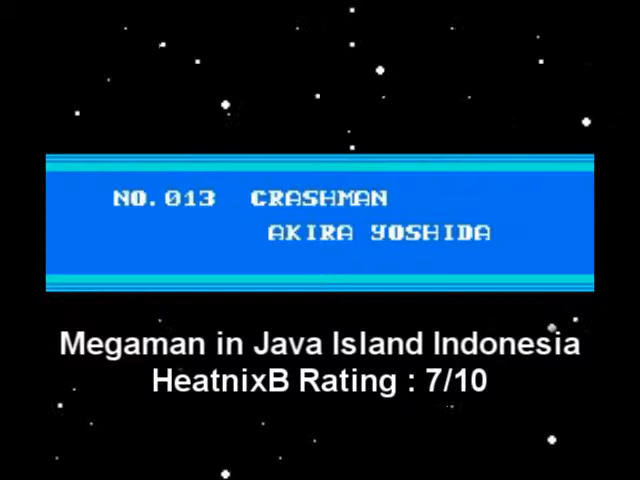 NO.013 CRASHMAN
AKIRA YOSHIDA
Megaman in Java Island Indonesia
HeatnixB Rating : 7/10